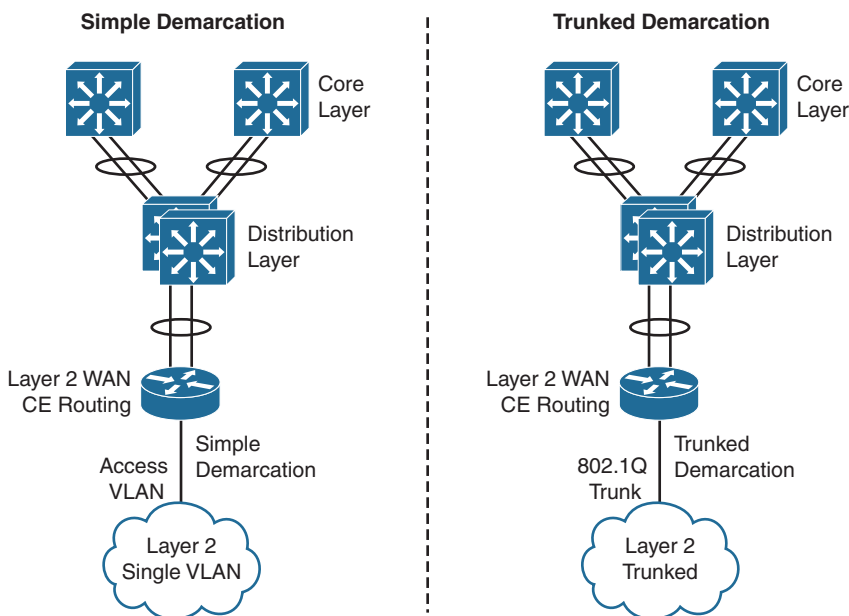 Simple Demarcation
Core
Layer
Distribution
Layer
Layer 2 WAN
CE Routing
Simple
Demarcation
Access
VLAN
Layer 2
Single VLAN
Trunked Demarcation
Core
Layer
Distribution
Layer
Layer 2 WAN
CE Routing
Trunked
Demarcation
802.1Q
Trunk
Layer 2
Trunked